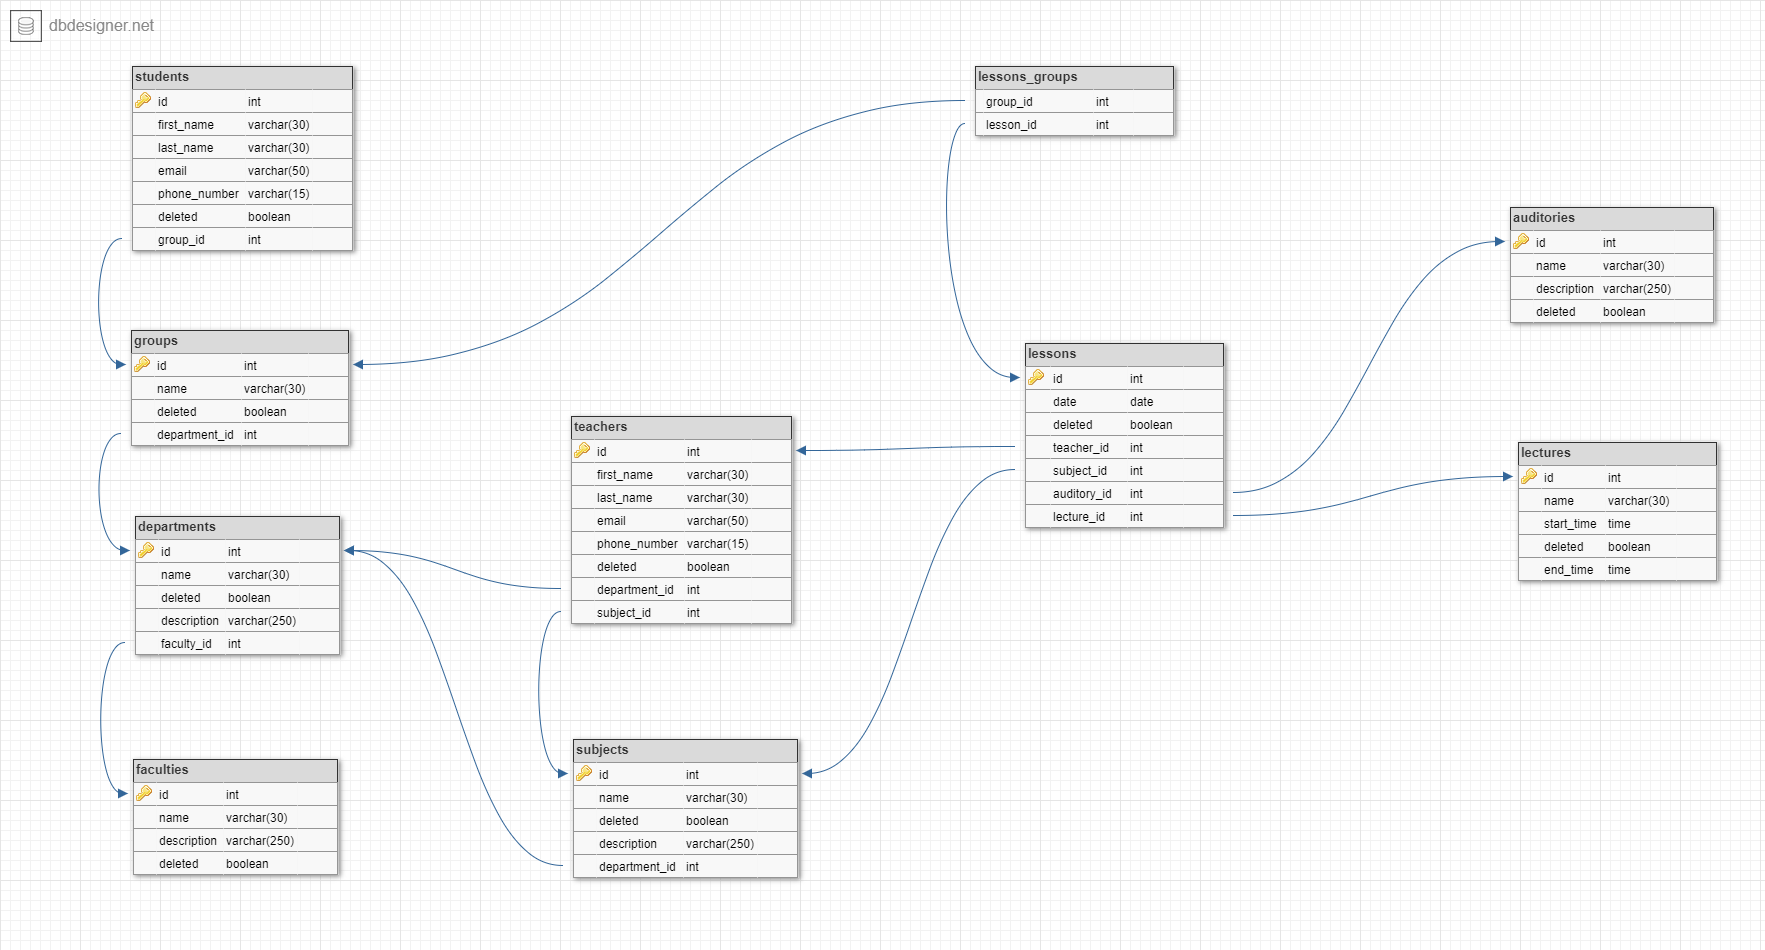 dbdesigner.net
students
id int
first_name varchar(30)
last_name varchar(30)
email varchar(50)
phone_number varchar(15)
deleted boolean
group_id int
groups
id int
name varchar(30)
deleted boolean
department_id int
departments
id int
name varchar(30)
deleted boolean
description varchar(250)
faculty_id int
faculties
id int
name varchar(30)
description varchar(250)
deleted boolean
teachers
id int
first_name varchar(30)
last_name varchar(30)
email varchar(50)
phone_number varchar(15)
deleted boolean
department_id int
subject_id int
subjects
id int
name varchar(30)
deleted boolean
description varchar(250)
department_id int
lessons_groups
group_id int
lesson_id int
lessons
id int
date date
deleted boolean
teacher_id int
subject_id int
auditory_id int
lecture_id int
auditories
id int
name varchar(30)
description varchar(250)
deleted boolean
lectures
id int
name varchar(30)
start_time time
deleted boolean
end_time time